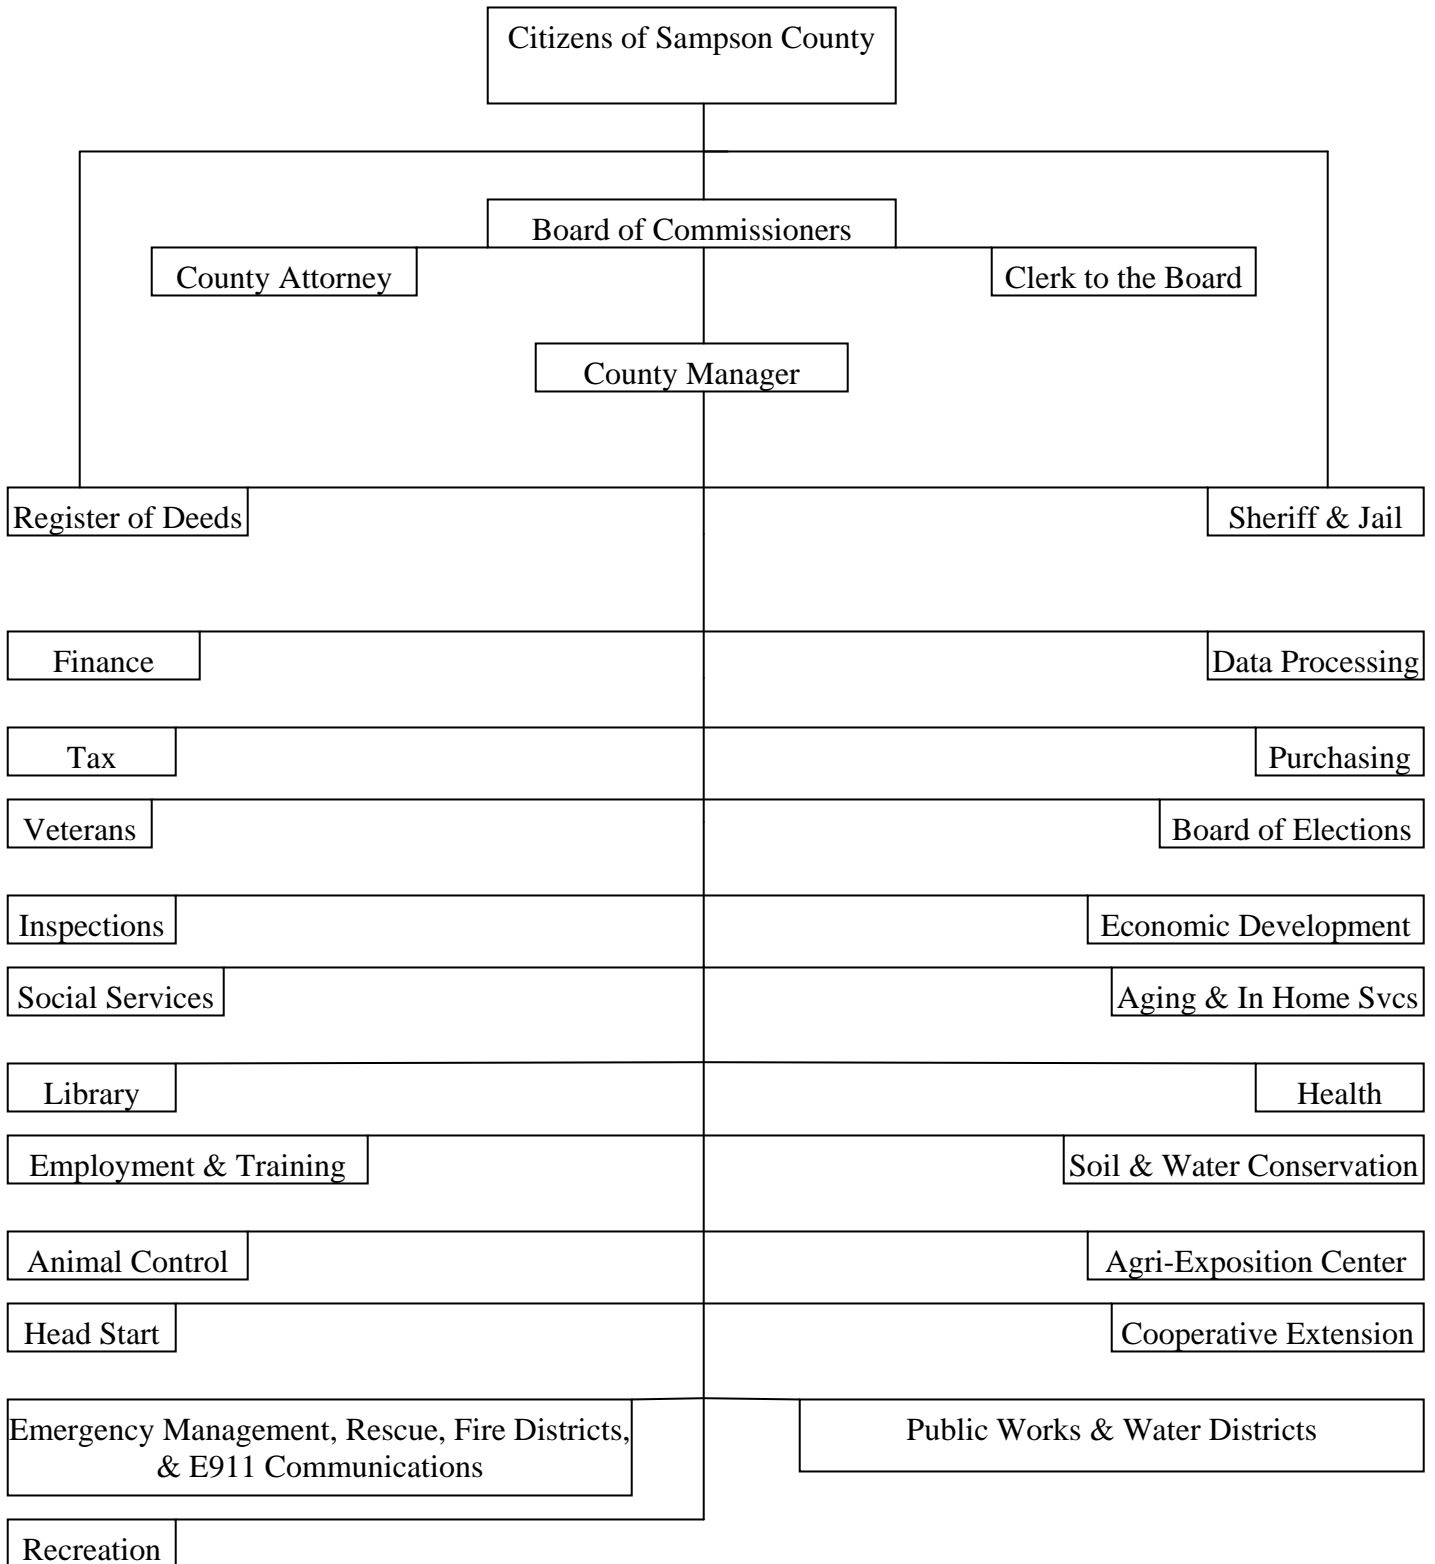 Citizens of Sampson County
Board of Commissioners
County Attorney
Clerk to the Board
County Manager
Register of Deeds
Sheriff & Jail
Finance
Data Processing
Tax
Purchasing
Veterans
Board of Elections
Inspections
Economic Development
Social Services
Aging & In Home Svcs
Library
Health
Employment & Training
Soil & Water Conservation
Animal Control
Agri-Exposition Center
Head Start
Cooperative Extension
Emergency Management, Rescue, Fire Districts,
& E911 Communications
Public Works & Water Districts
Recreation